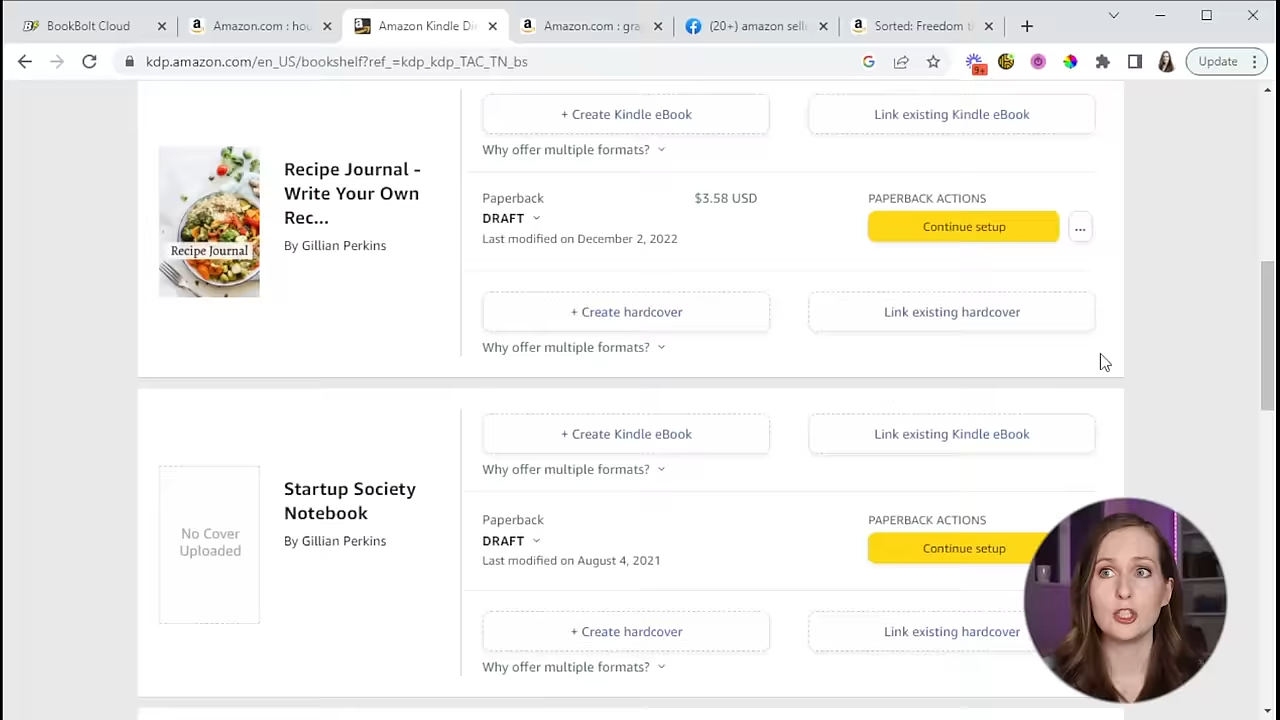 BookBolt Cloud
Amazon.com : hou
Amazon Kindle Di
Amazon.com : gra
(20+) amazon sell
Sorted: Freedom t
kdp.amazon.com/en_US/bookshelf?ref_=kdp_kdp_TAC_TN_bs
9+
Update
+ Create Kindle eBook
Link existing Kindle eBook
Why offer multiple formats?
Recipe Journal -
Write Your Own
Rec...
By Gillian Perkins
Recipe Journal
Paperback
$3.58 USD
PAPERBACK ACTIONS
DRAFT
Continue setup
...
Last modified on December 2, 2022
+ Create hardcover
Link existing hardcover
Why offer multiple formats?
+ Create Kindle eBook
Link existing Kindle eBook
Why offer multiple formats?
No Cover
Uploaded
Startup Society
Notebook
By Gillian Perkins
Paperback
PAPERBACK ACTIONS
DRAFT
Continue setup
Last modified on August 4, 2021
+ Create hardcover
Link existing hardcover
Why offer multiple formats?